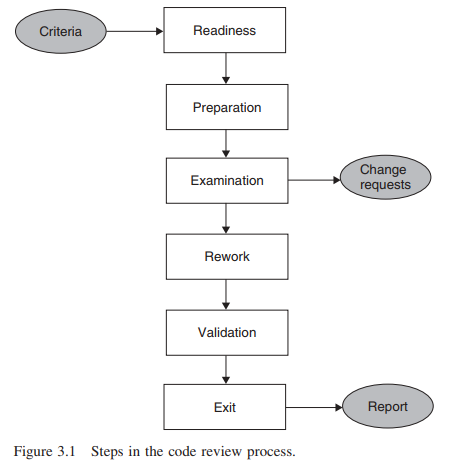 Criteria
Readiness
Preparation
Examination
Change
requests
Rework
Validation
Exit
Report
Figure 3.1 Steps in the code review process.